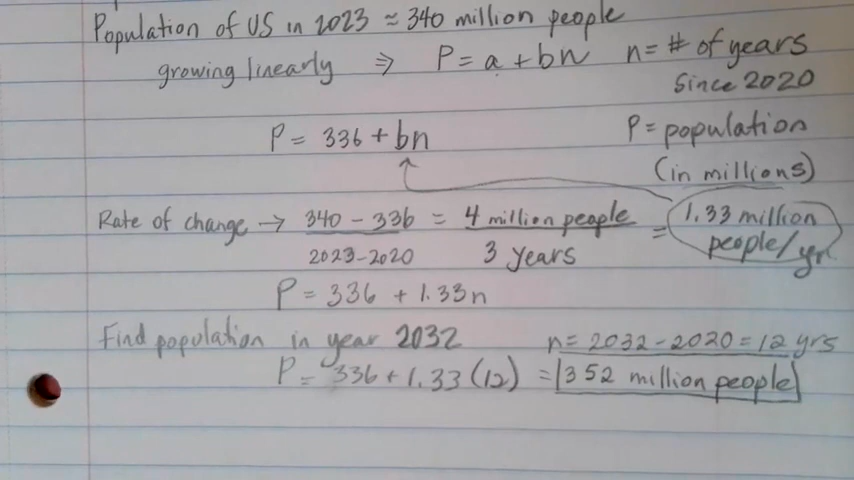 Population of US in 2023 ≈ 340 million people
growing linearly ⇒ P = a + bn n = # of years
since 2020
P = 336 + bn P = population
(in millions)
Rate of change → 340 - 336 / 2023-2020 = 4 million people / 3 years = 1.33 million people/yr
P = 336 + 1.33n
Find population in year 2032 n = 2032 - 2020 = 12 yrs
P = 336 + 1.33 (12) = 352 million people